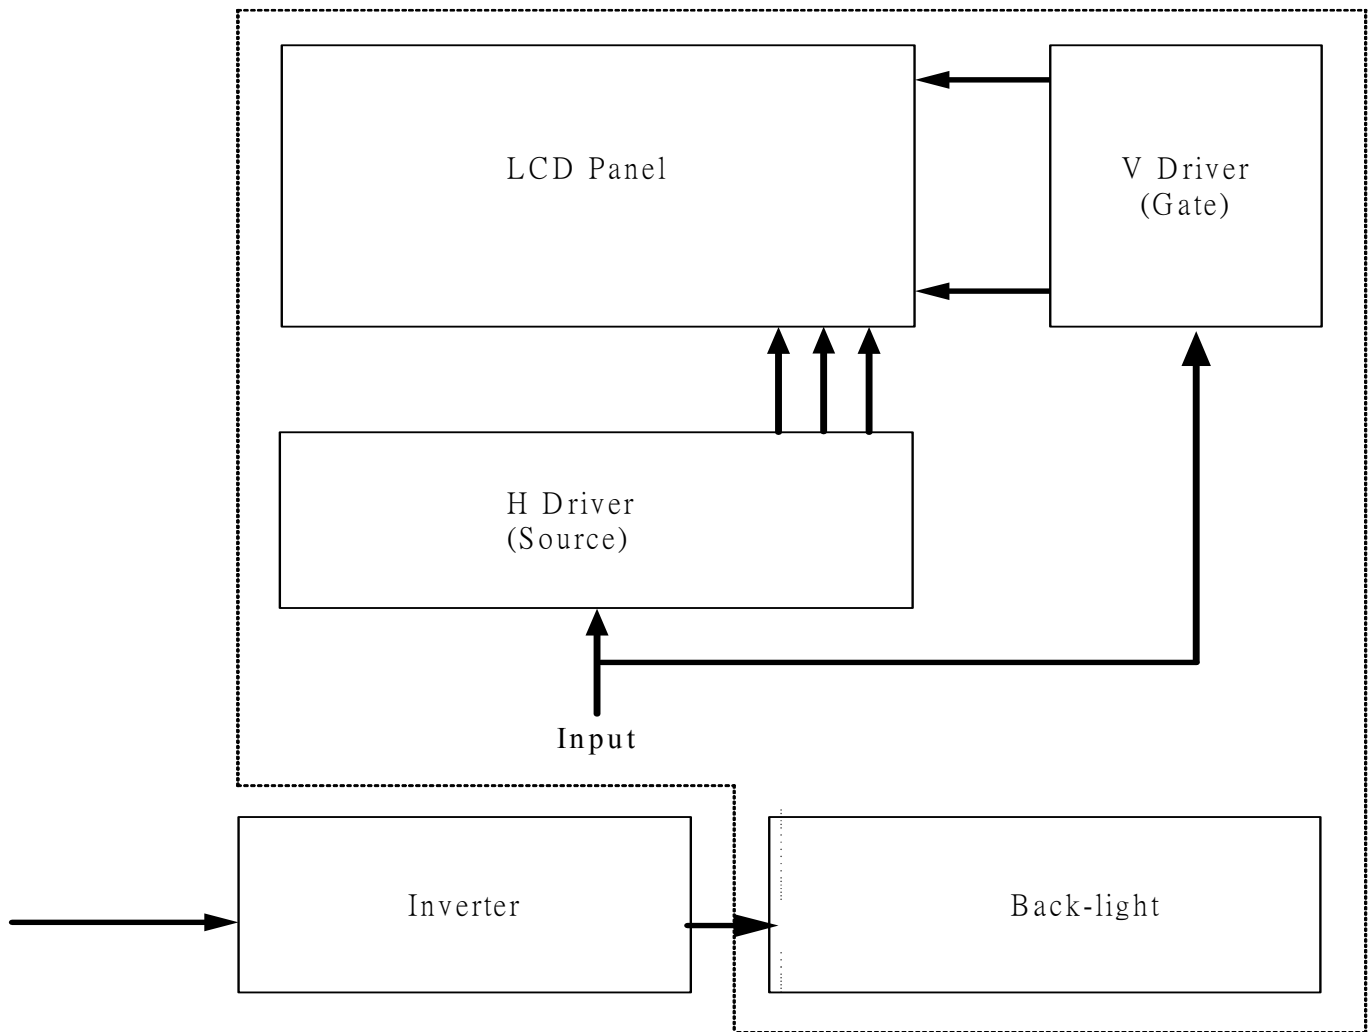 LCD Panel
V Driver
(Gate)
H Driver
(Source)
Input
Inverter
Back-light